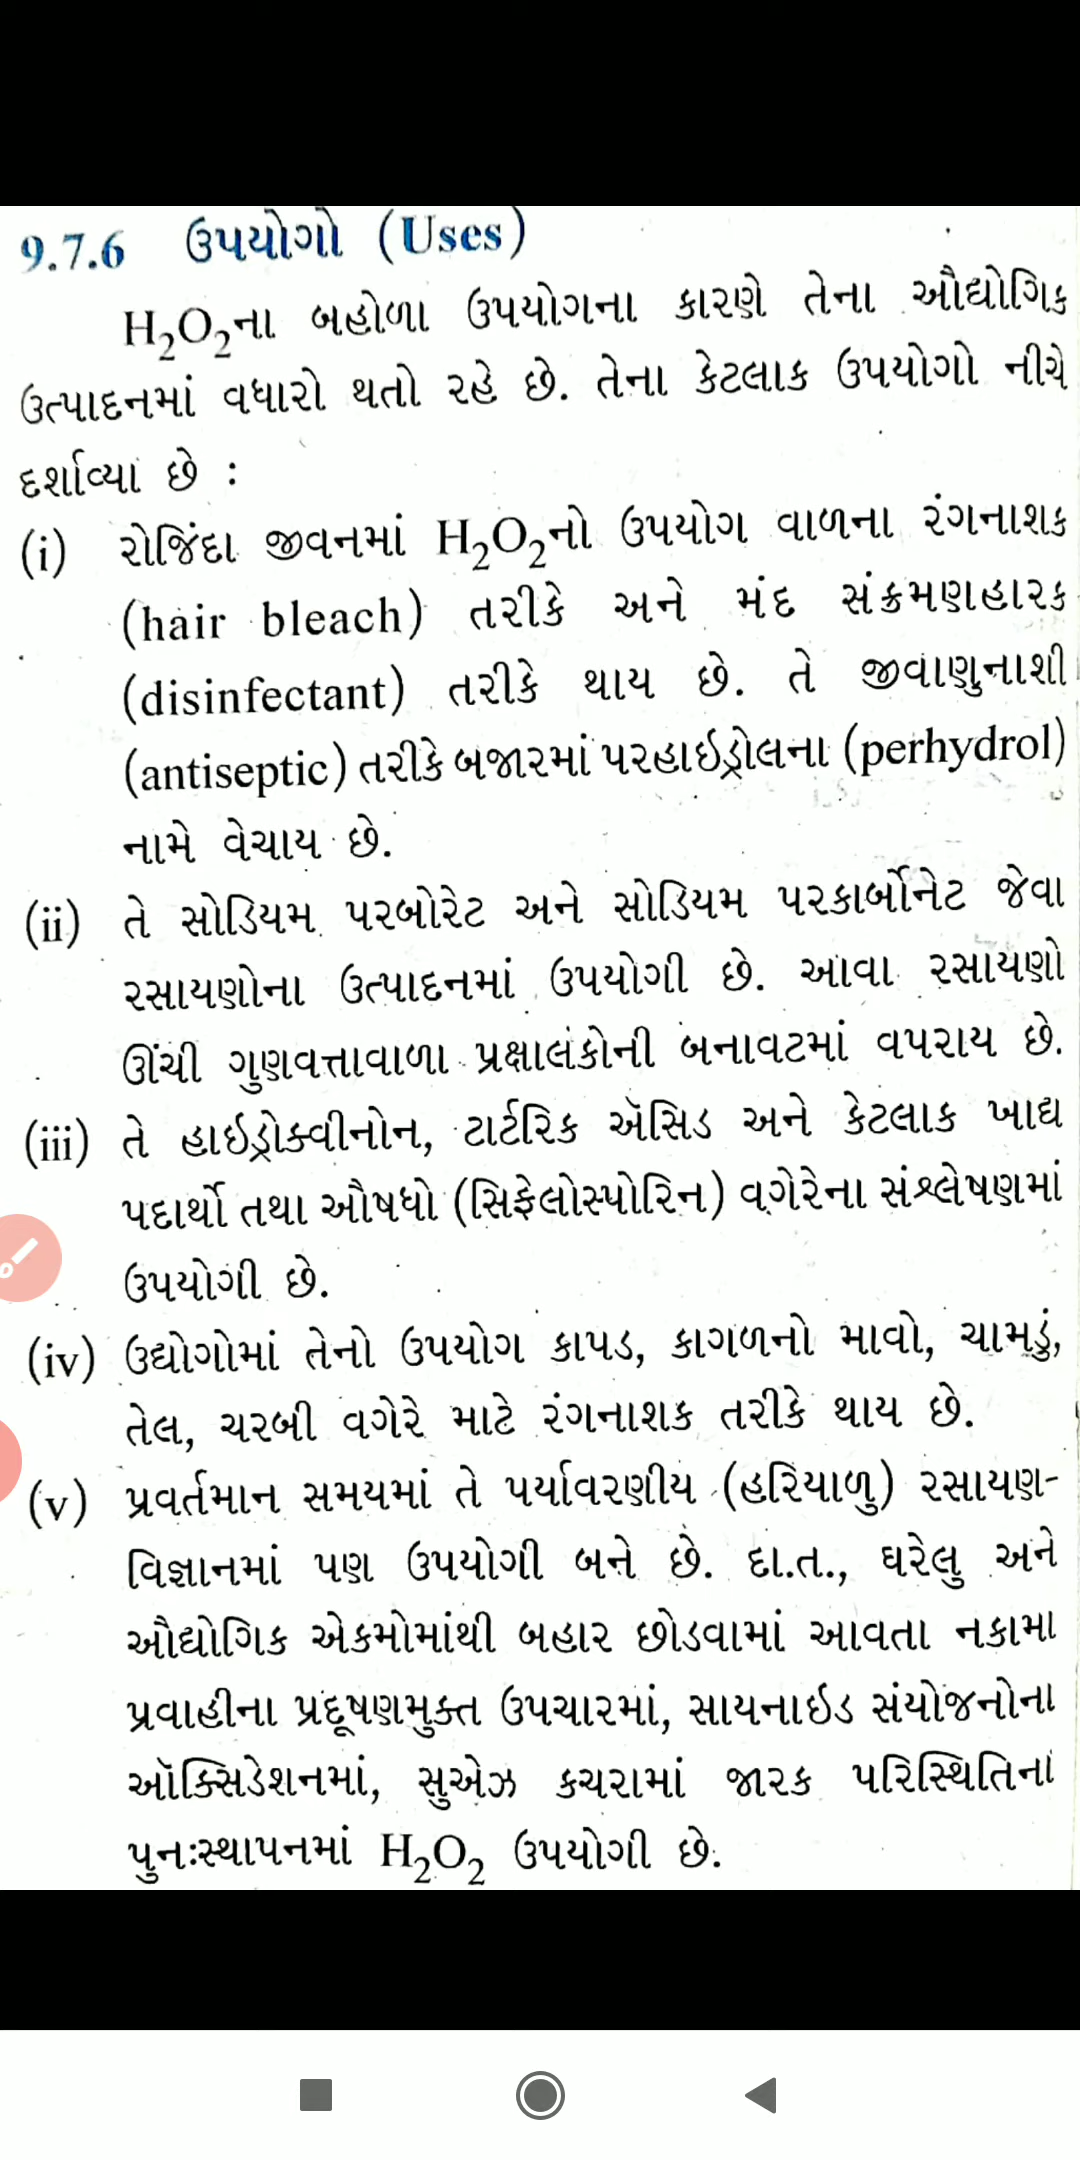 9.7.6 ઉપયોગો (Uses)
H₂O₂ના બહોળા ઉપયોગના કારણે તેના ઔદ્યોગિક
ઉત્પાદનમાં વધારો થતો રહે છે. તેના કેટલાક ઉપયોગો નીચે
દર્શાવ્યા છે :
(i) રોજિંદા જીવનમાં H₂O₂નો ઉપયોગ વાળના રંગનાશક
(hair bleach) તરીકે અને મંદ સંક્રમણહારક
(disinfectant) તરીકે થાય છે. તે જીવાણુનાશી
(antiseptic) તરીકે બજારમાં પરહાઇડ્રોલના (perhydrol)
નામે વેચાય છે.
(ii) તે સોડિયમ પરબોરેટ અને સોડિયમ પરકાર્બોનેટ જેવા
રસાયણોના ઉત્પાદનમાં ઉપયોગી છે. આવા રસાયણો
ઊંચી ગુણવત્તાવાળા પ્રક્ષાલકોની બનાવટમાં વપરાય છે.
(iii) તે હાઇડ્રોક્વીનોન, ટાર્ટરિક ઍસિડ અને કેટલાક ખાદ્ય
પદાર્થો તથા ઔષધો (સિફેલોસ્પોરિન) વગેરેના સંશ્લેષણમાં
ઉપયોગી છે.
(iv) ઉદ્યોગોમાં તેનો ઉપયોગ કાપડ, કાગળનો માવો, ચામડું,
તેલ, ચરબી વગેરે માટે રંગનાશક તરીકે થાય છે.
(v) પ્રવર્તમાન સમયમાં તે પર્યાવરણીય (હરિયાળુ) રસાયણ-
વિજ્ઞાનમાં પણ ઉપયોગી બને છે. દા.ત., ઘરેલુ અને
ઔદ્યોગિક એકમોમાંથી બહાર છોડવામાં આવતા નકામા
પ્રવાહીના પ્રદૂષણમુક્ત ઉપચારમાં, સાયનાઇડ સંયોજનોના
ઑક્સિડેશનમાં, સુએઝ કચરામાં જારક પરિસ્થિતિના
પુનઃસ્થાપનમાં H₂O₂ ઉપયોગી છે.